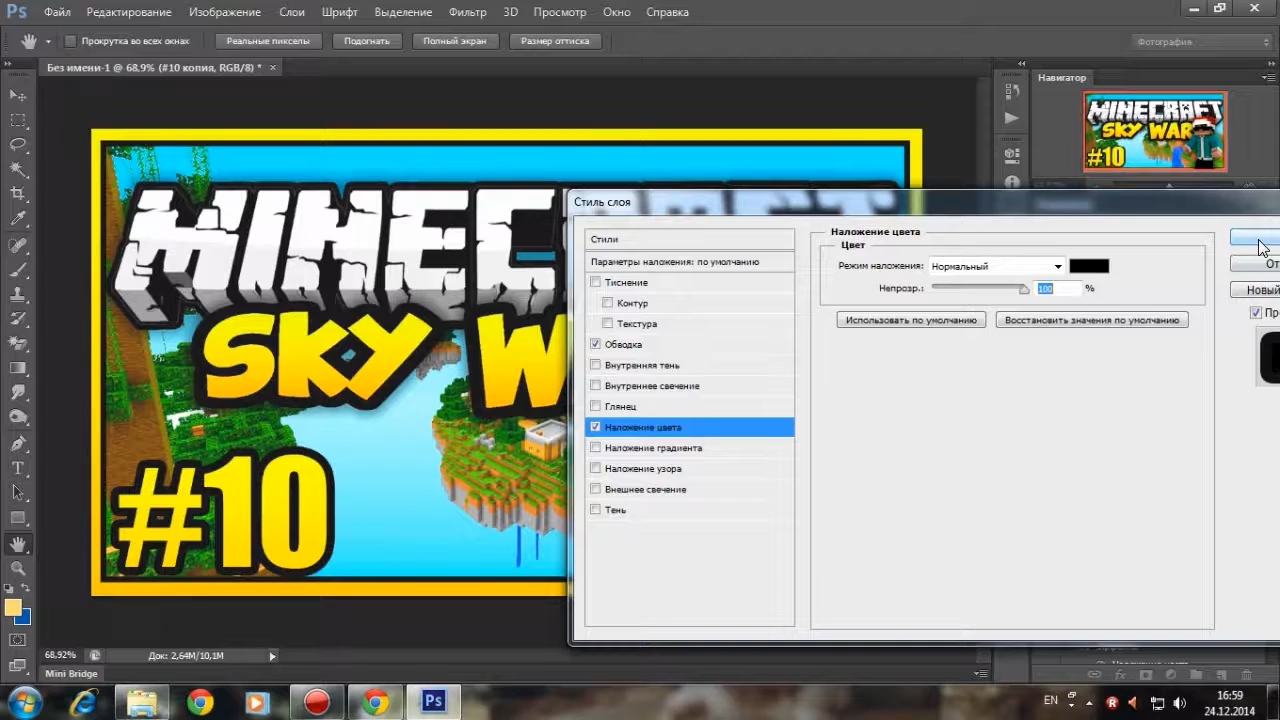 Ps Файл Редактирование Изображение Слои Шрифт Выделение Фильтр 3D Просмотр Окно Справка
Прокрутка во всех окнах Реальные пикселы Подогнать Полный экран Размер оттиска Фотография
Без имени-1 @ 68,9% (#10 копия, RGB/8) * ×
Навигатор
MINECRAFT
SKY WAR
#10
MINEC
SKY W
#10
Стиль слоя
Стили
Параметры наложения: по умолчанию
Тиснение
Контур
Текстура
Обводка
Внутренняя тень
Внутреннее свечение
Глянец
Наложение цвета
Наложение градиента
Наложение узора
Внешнее свечение
Тень
Наложение цвета
Цвет
Режим наложения: Нормальный
Непрозр.: 100 %
Использовать по умолчанию Восстановить значения по умолчанию
От
Новый
Пр
68,92% Док: 2,64M/10,1M
Mini Bridge
Ps
EN
16:59
24.12.2014